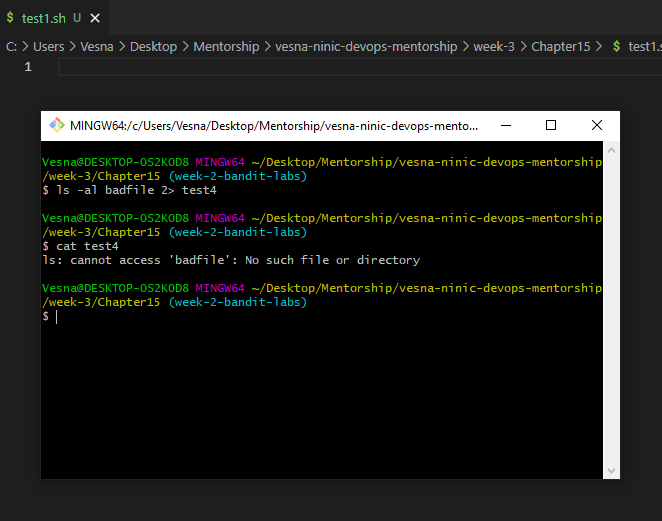 $ test1.sh U ×
C: > Users > Vesna > Desktop > Mentorship > vesna-ninic-devops-mentorship > week-3 > Chapter15 > $ test1.s
1
MINGW64:/c/Users/Vesna/Desktop/Mentorship/vesna-ninic-devops-mento...
Vesna@DESKTOP-OS2KOD8 MINGW64 ~/Desktop/Mentorship/vesna-ninic-devops-mentorship
/week-3/Chapter15 (week-2-bandit-labs)
$ ls -al badfile 2> test4
Vesna@DESKTOP-OS2KOD8 MINGW64 ~/Desktop/Mentorship/vesna-ninic-devops-mentorship
/week-3/Chapter15 (week-2-bandit-labs)
$ cat test4
ls: cannot access 'badfile': No such file or directory
Vesna@DESKTOP-OS2KOD8 MINGW64 ~/Desktop/Mentorship/vesna-ninic-devops-mentorship
/week-3/Chapter15 (week-2-bandit-labs)
$